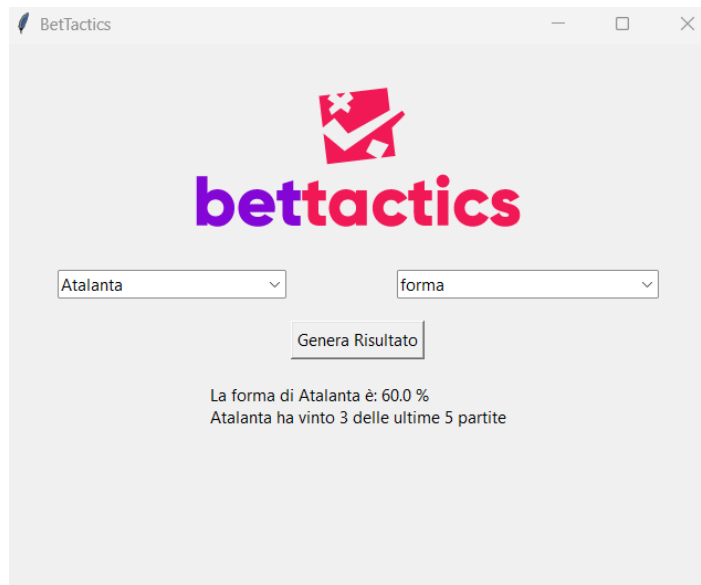 BetTactics
bettactics
Atalanta
forma
Genera Risultato
La forma di Atalanta è: 60.0 %
Atalanta ha vinto 3 delle ultime 5 partite